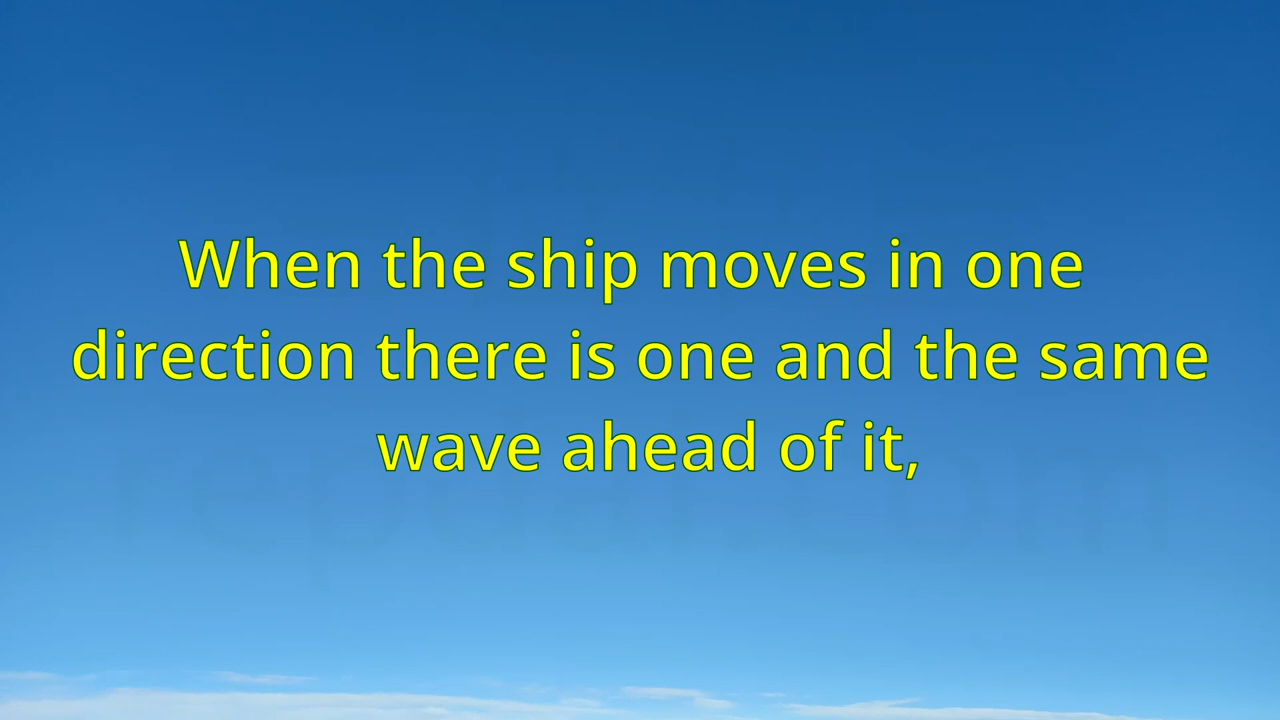 When the ship moves in one
direction there is one and the same
wave ahead of it,